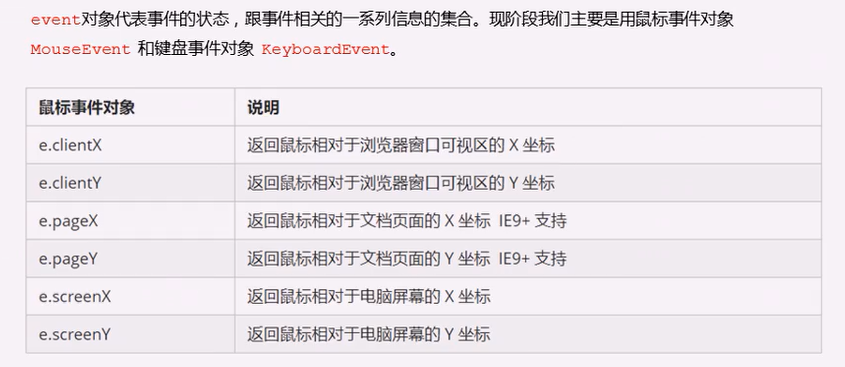 event对象代表事件的状态，跟事件相关的一系列信息的集合。现阶段我们主要是用鼠标事件对象
MouseEvent 和键盘事件对象 KeyboardEvent。
鼠标事件对象 说明
e.clientX 返回鼠标相对于浏览器窗口可视区的 X 坐标
e.clientY 返回鼠标相对于浏览器窗口可视区的 Y 坐标
e.pageX 返回鼠标相对于文档页面的 X 坐标 IE9+ 支持
e.pageY 返回鼠标相对于文档页面的 Y 坐标 IE9+ 支持
e.screenX 返回鼠标相对于电脑屏幕的 X 坐标
e.screenY 返回鼠标相对于电脑屏幕的 Y 坐标